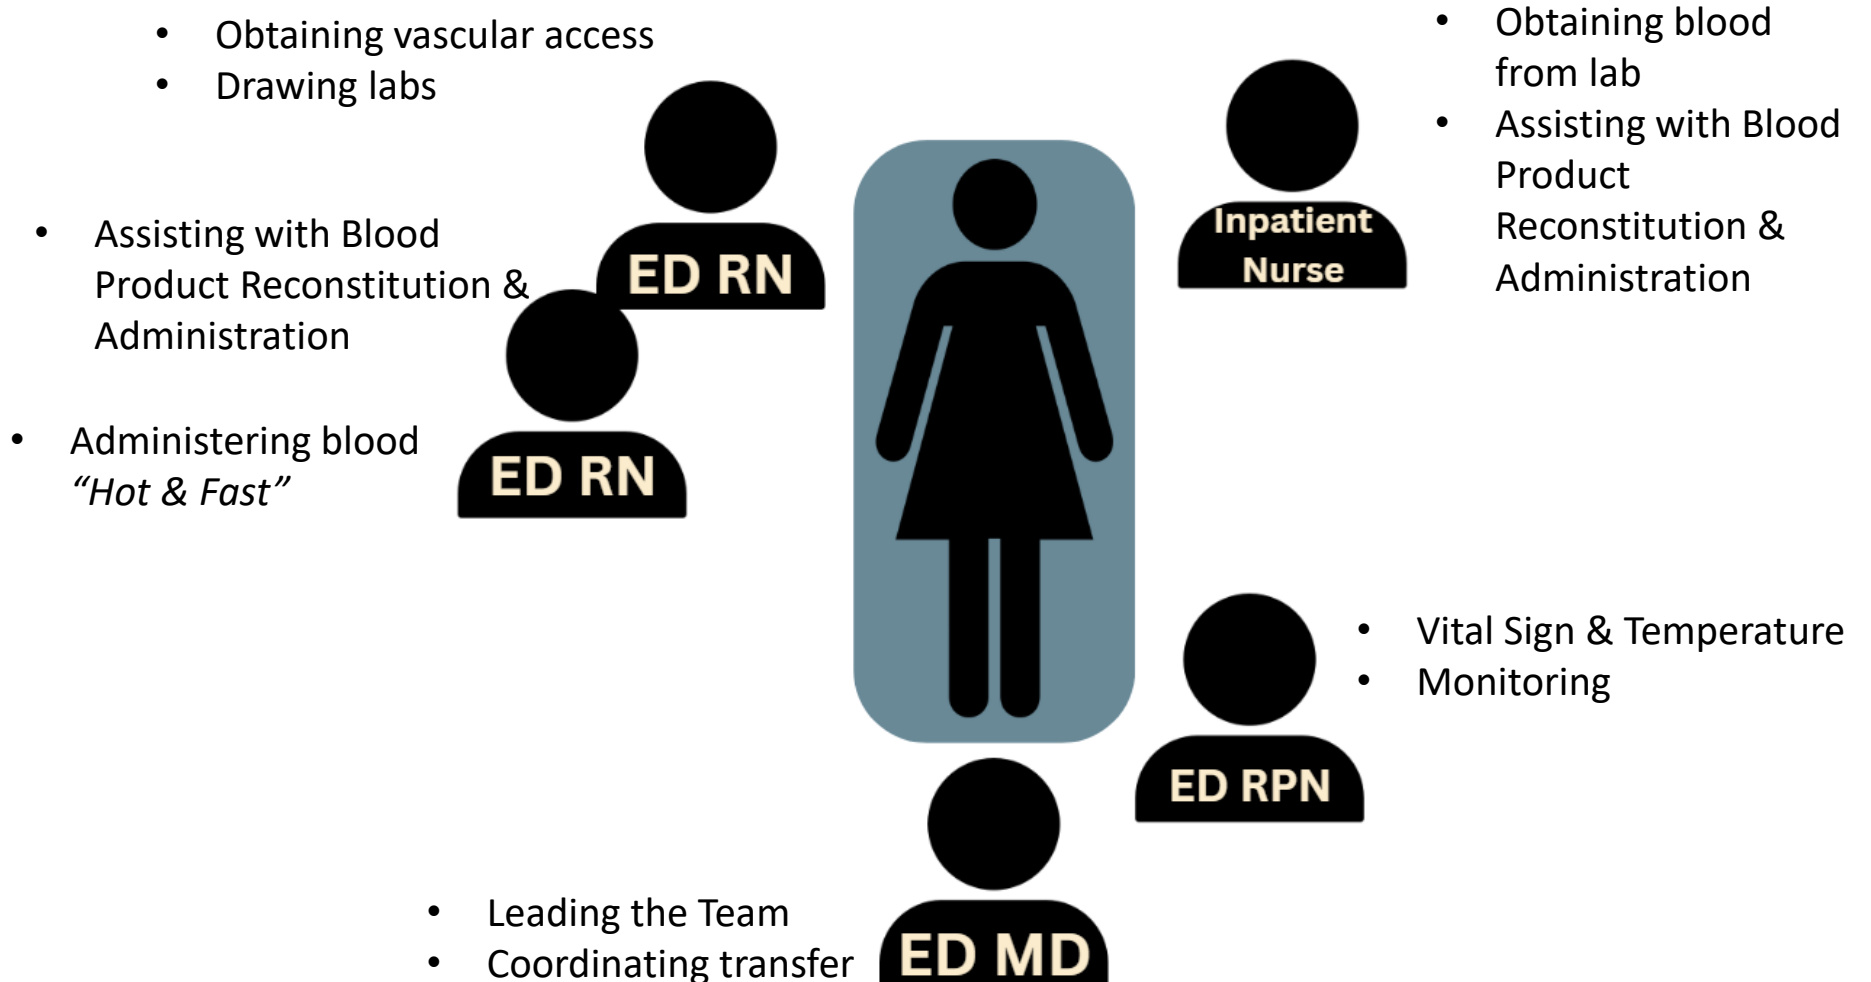 • Obtaining vascular access
• Drawing labs
ED RN
• Assisting with Blood
Product Reconstitution &
Administration
• Administering blood
“Hot & Fast”
ED RN
• Obtaining blood
from lab
• Assisting with Blood
Product
Reconstitution &
Administration
Inpatient
Nurse
• Vital Sign & Temperature
• Monitoring
ED RPN
• Leading the Team
• Coordinating transfer
ED MD